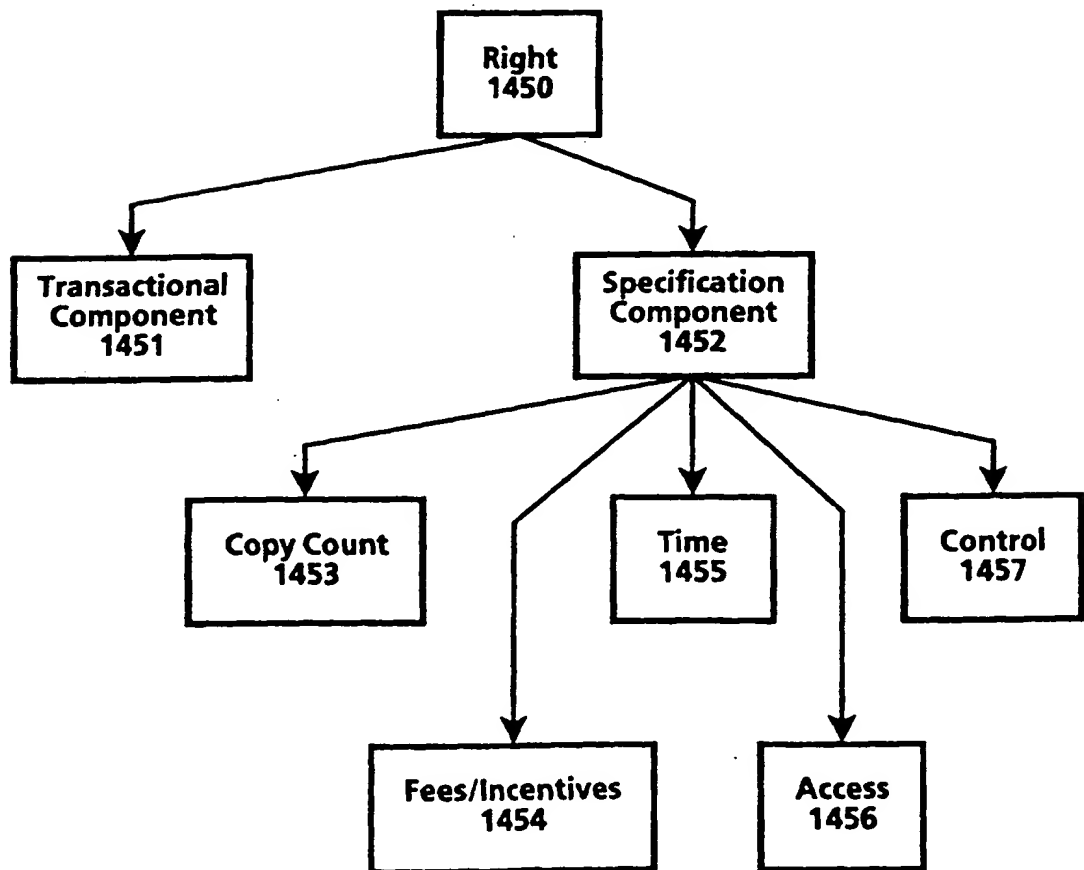 Right
1450
Transactional
Component
1451
Specification
Component
1452
Copy Count
1453
Time
1455
Control
1457
Fees/Incentives
1454
Access
1456